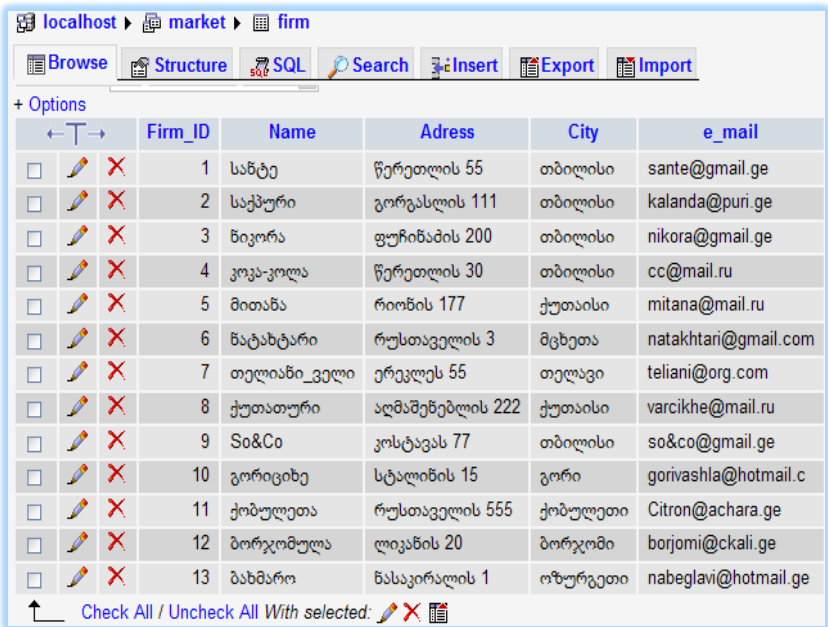 localhost market firm
Browse Structure SQL Search Insert Export Import
+ Options
←T→ Firm_ID Name Adress City e_mail
1 სანტე წერეთლის 55 თბილისი sante@gmail.ge
2 საქპური გორგასლის 111 თბილისი kalanda@puri.ge
3 ნიკორა ფუჩინაძის 200 თბილისი nikora@gmail.ge
4 კოკა-კოლა წერეთლის 30 თბილისი cc@mail.ru
5 მითანა რიონის 177 ქუთაისი mitana@mail.ru
6 ნატახტარი რუსთაველის 3 მცხეთა natakhtari@gmail.com
7 თელიანი_ველი ერეკლეს 55 თელავი teliani@org.com
8 ქუთათური აღმაშენებლის 222 ქუთაისი varcikhe@mail.ru
9 So&Co კოსტავას 77 თბილისი so&co@gmail.ge
10 გორიციხე სტალინის 15 გორი gorivashla@hotmail.c
11 ქობულეთა რუსთაველის 555 ქობულეთი Citron@achara.ge
12 ბორჯომულა ლიკანის 20 ბორჯომი borjomi@ckali.ge
13 ბახმარო ნასაკირალის 1 ოზურგეთი nabeglavi@hotmail.ge
Check All / Uncheck All With selected: